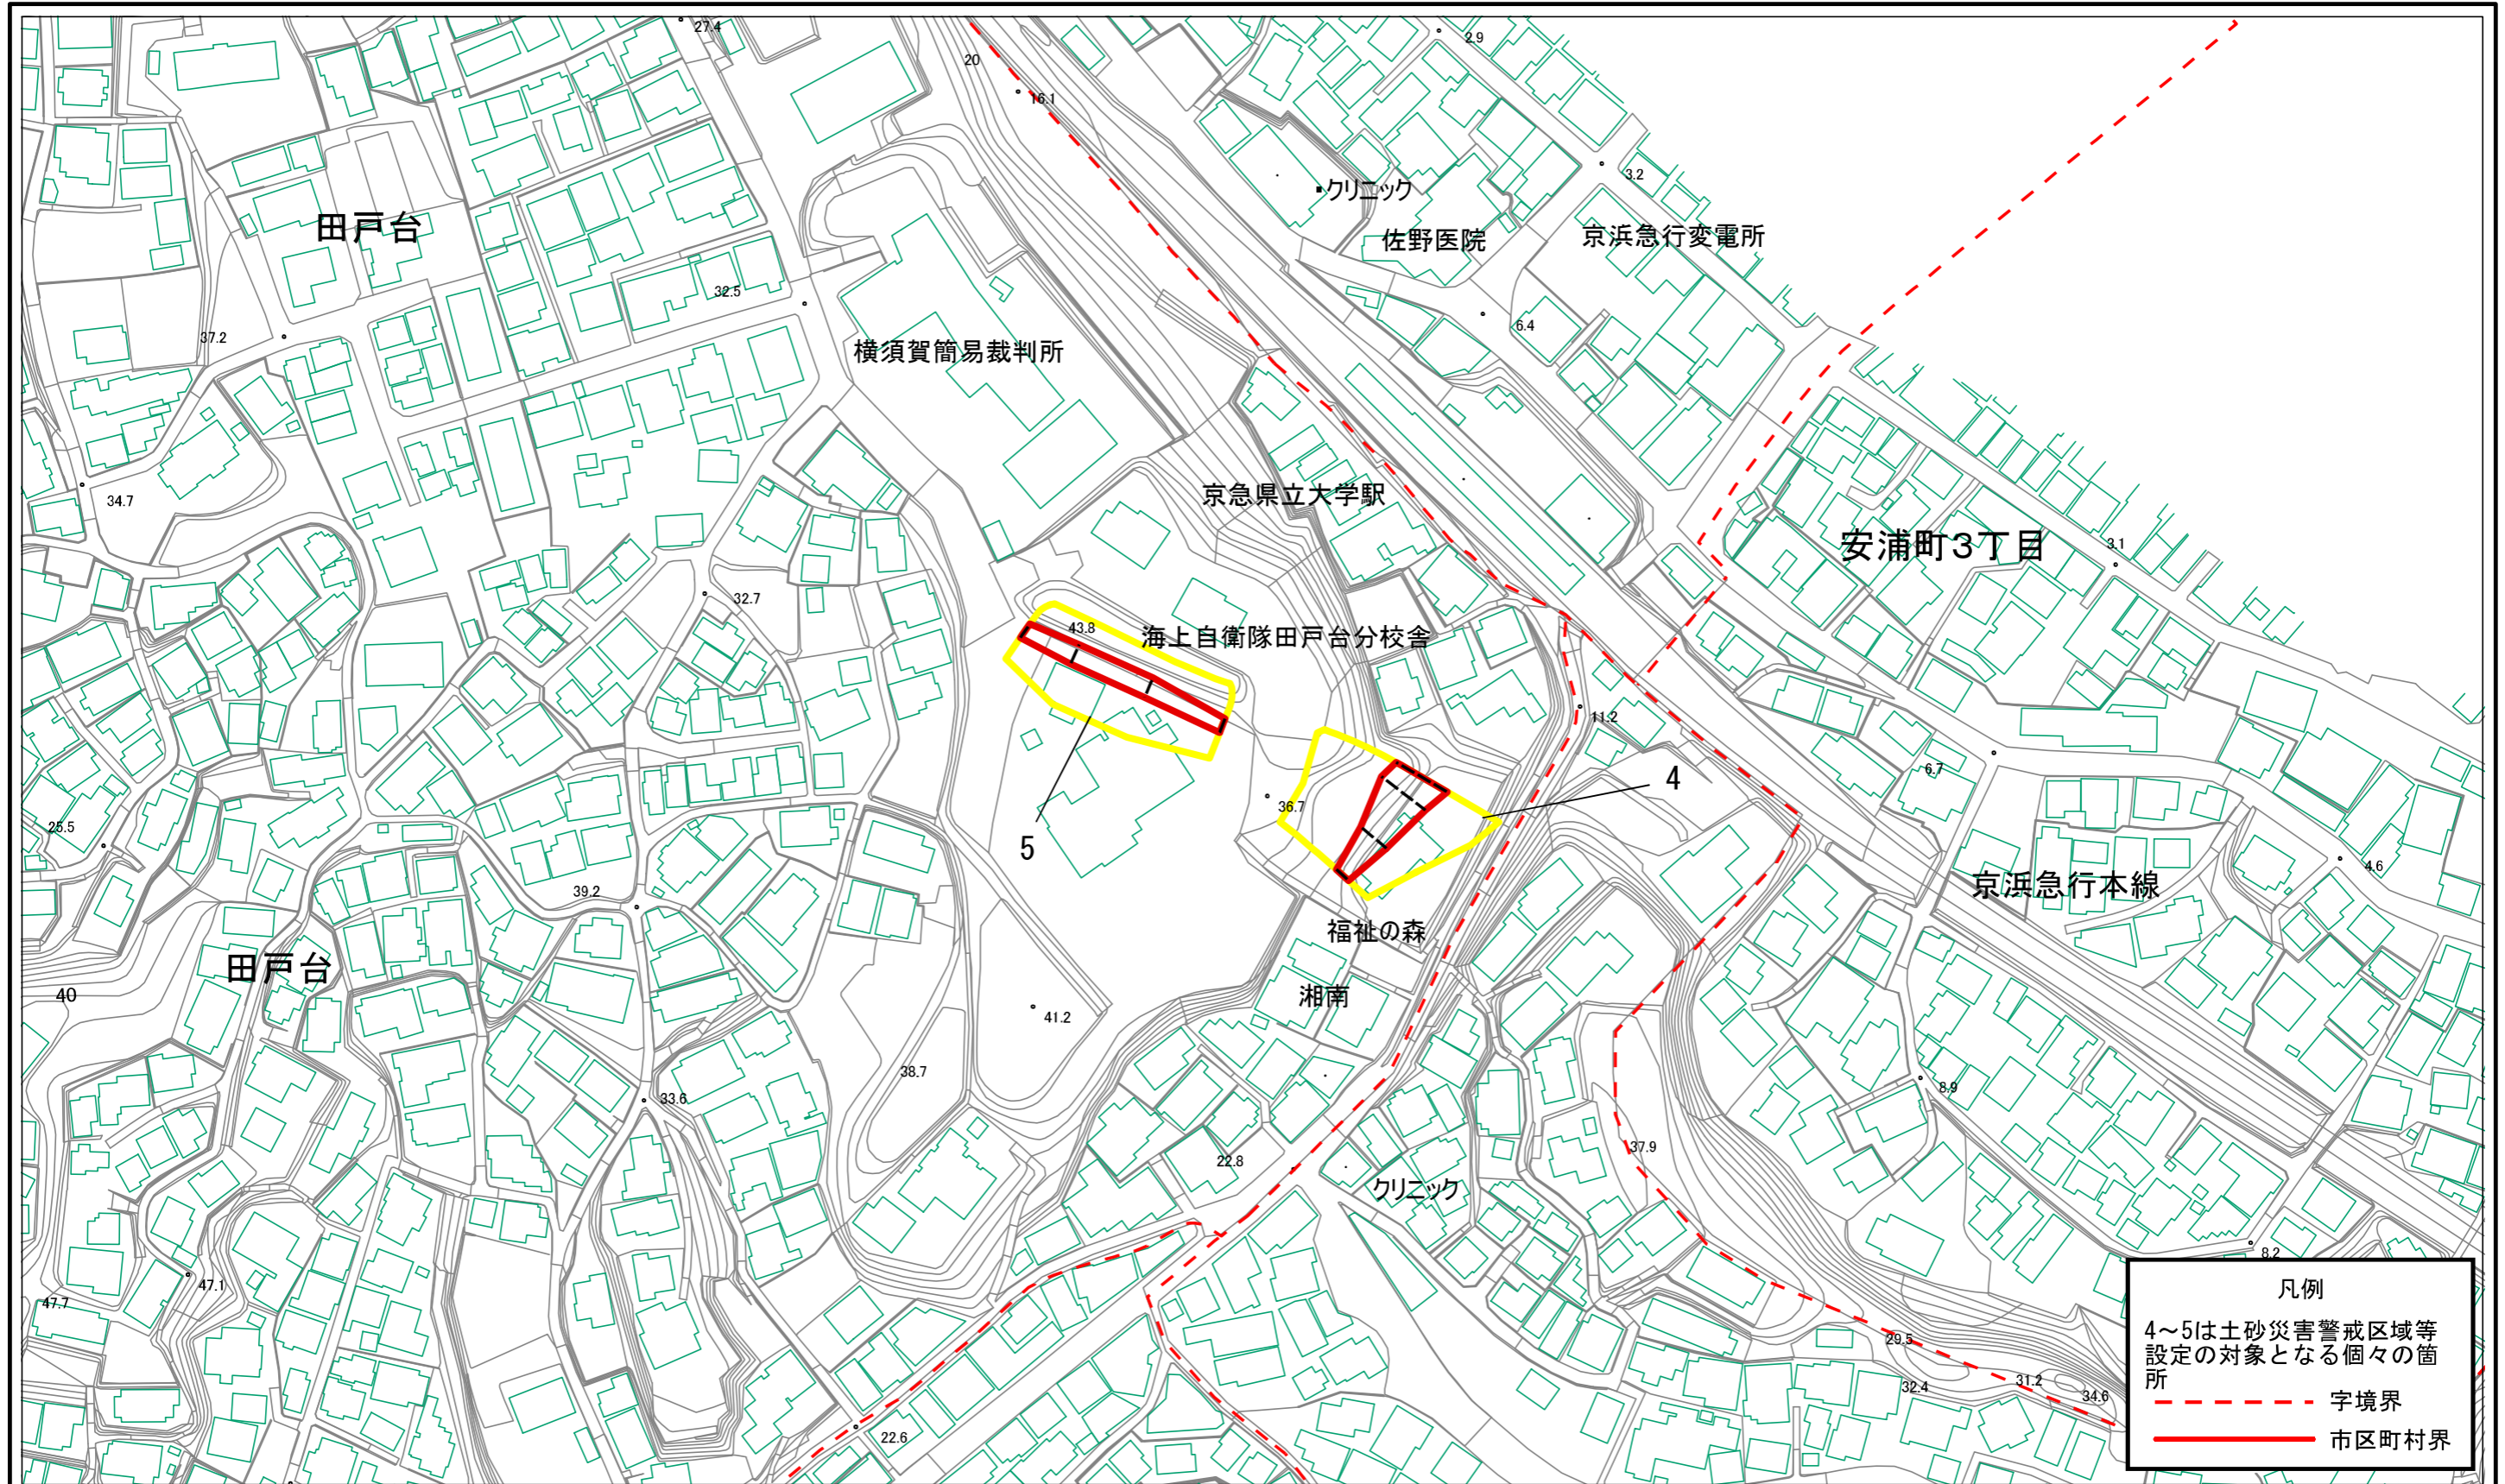 27.4
20
2.9
16.1
3.2
・クリニック
田戸台
佐野医院
京浜急行変電所
32.5
6.4
37.2
横須賀簡易裁判所
34.7
京急県立大学駅
安浦町3丁目
3.1
32.7
43.8
海上自衛隊田戸台分校舎
11.2
6.7
4
36.7
25.5
5
4.6
39.2
京浜急行本線
福祉の森
田戸台
40
湘南
41.2
38.7
8.9
33.6
37.9
22.8
クリニック
8.2
47.1
47.7
凡例
4～5は土砂災害警戒区域等
設定の対象となる個々の箇
所
字境界
市区町村界
29.5
31.2
32.4
34.6
22.6